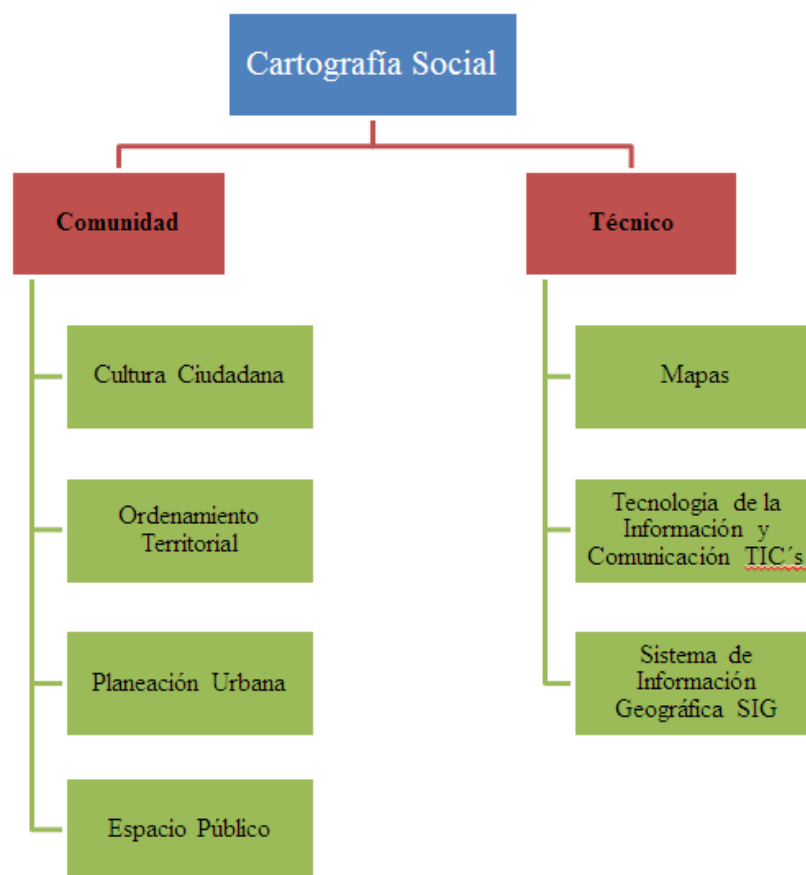 Cartografía Social
Comunidad
Técnico
Cultura Ciudadana
Ordenamiento
Territorial
Planeación Urbana
Espacio Público
Mapas
Tecnología de la
Información y
Comunicación TIC´s
Sistema de
Información
Geográfica SIG